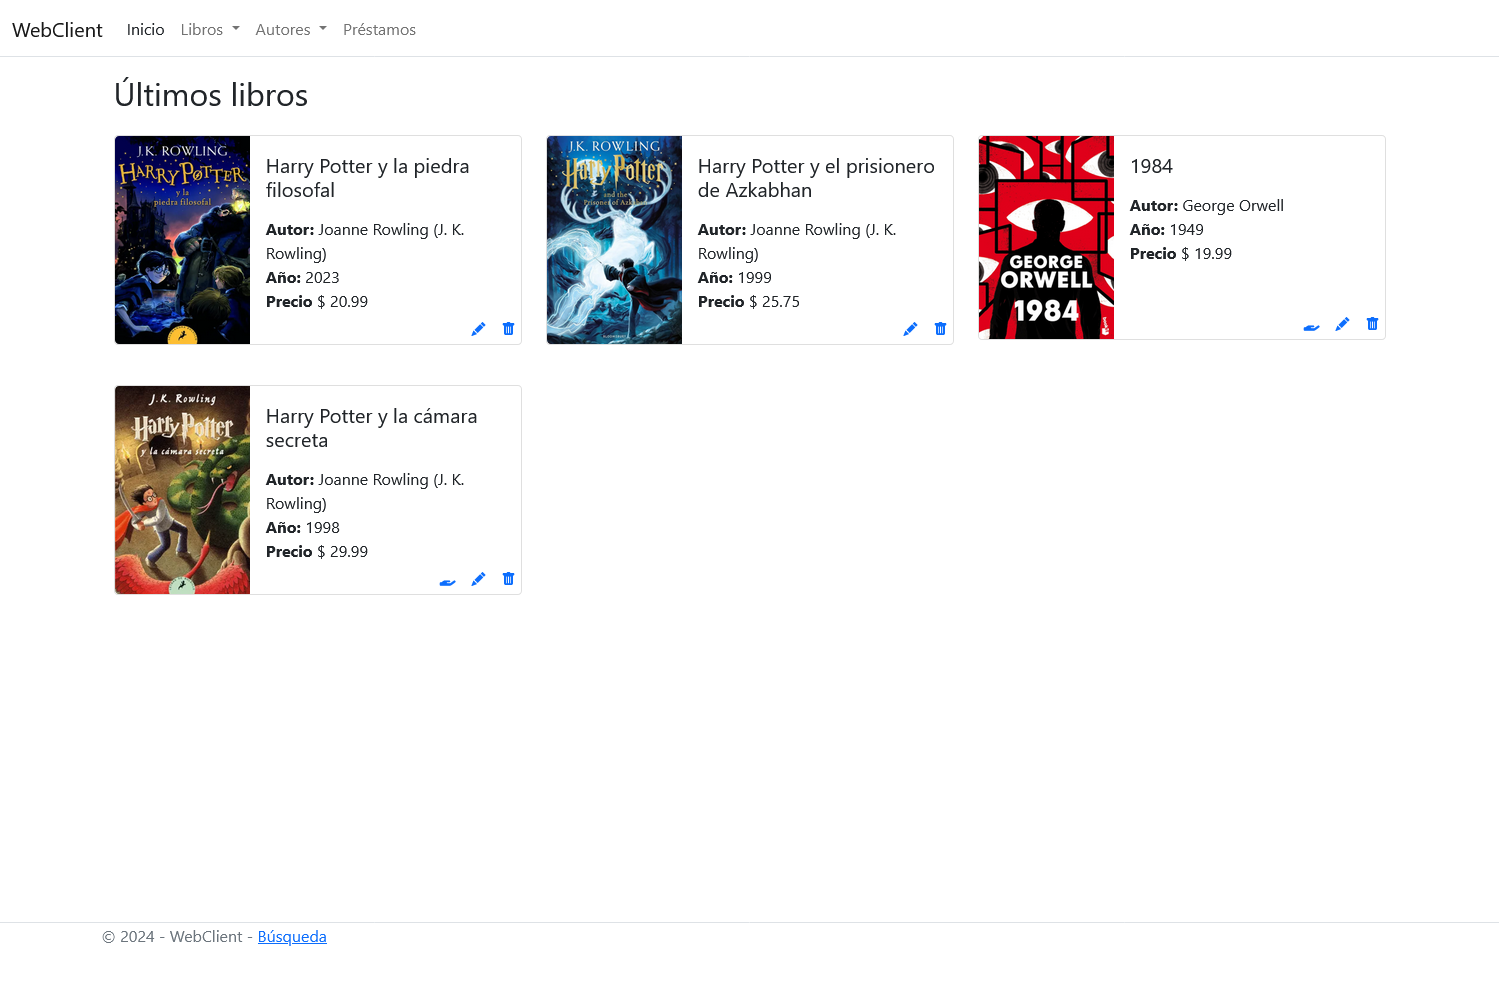 WebClient Inicio Libros Autores Préstamos
Últimos libros
J.K. ROWLING
HARRY POTTER
y la
piedra filosofal
Harry Potter y la piedra
filosofal
Autor: Joanne Rowling (J. K.
Rowling)
Año: 2023
Precio $ 20.99
J.K. ROWLING
Harry Potter
and the
Prisoner of Azkaban
Harry Potter y el prisionero
de Azkabhan
Autor: Joanne Rowling (J. K.
Rowling)
Año: 1999
Precio $ 25.75
GEORGE
ORWELL
1984
1984
Autor: George Orwell
Año: 1949
Precio $ 19.99
J.K. Rowling
Harry Potter
y la cámara secreta
Harry Potter y la cámara
secreta
Autor: Joanne Rowling (J. K.
Rowling)
Año: 1998
Precio $ 29.99
© 2024 - WebClient - Búsqueda